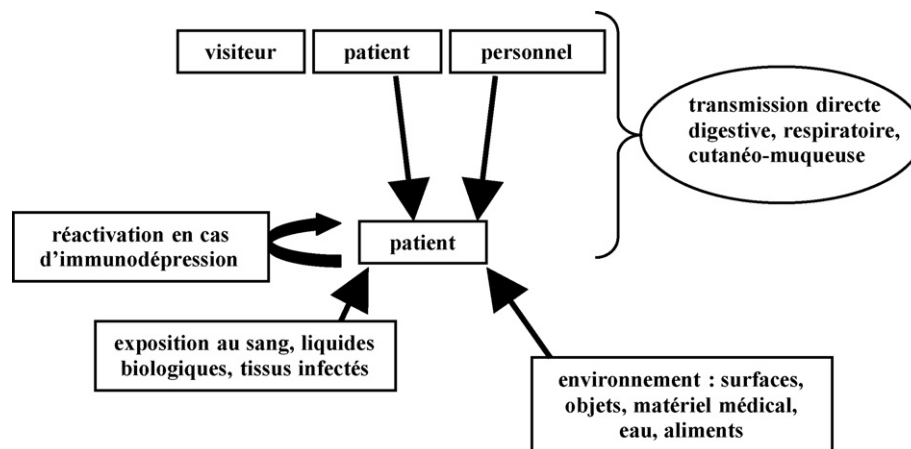 visiteur
patient
personnel
transmission directe
digestive, respiratoire,
cutanéo-muqueuse
réactivation en cas
d'immunodépression
patient
exposition au sang, liquides
biologiques, tissus infectés
environnement : surfaces,
objets, matériel médical,
eau, aliments